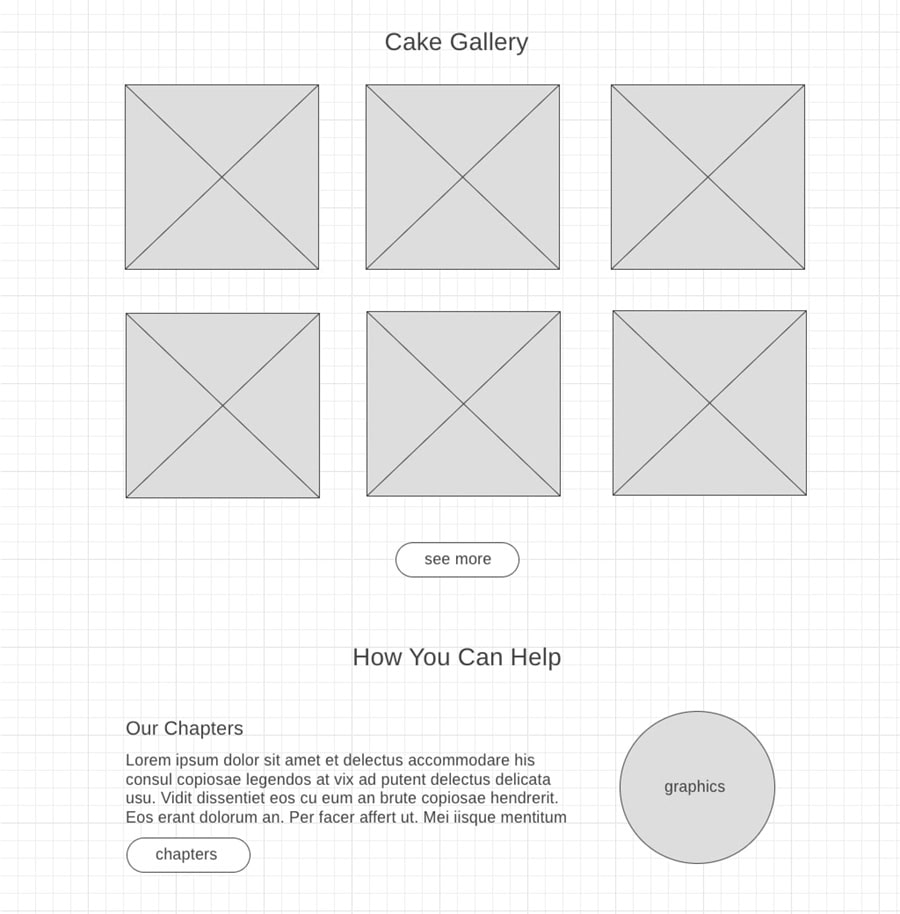 Cake Gallery
see more
How You Can Help
Our Chapters
Lorem ipsum dolor sit amet et delectus accommodare his
consul copiosae legendos at vix ad putent delectus delicata
usu. Vidit dissentiet eos cu eum an brute copiosae hendrerit.
Eos erant dolorum an. Per facer affert ut. Mei iisque mentitum
chapters
graphics